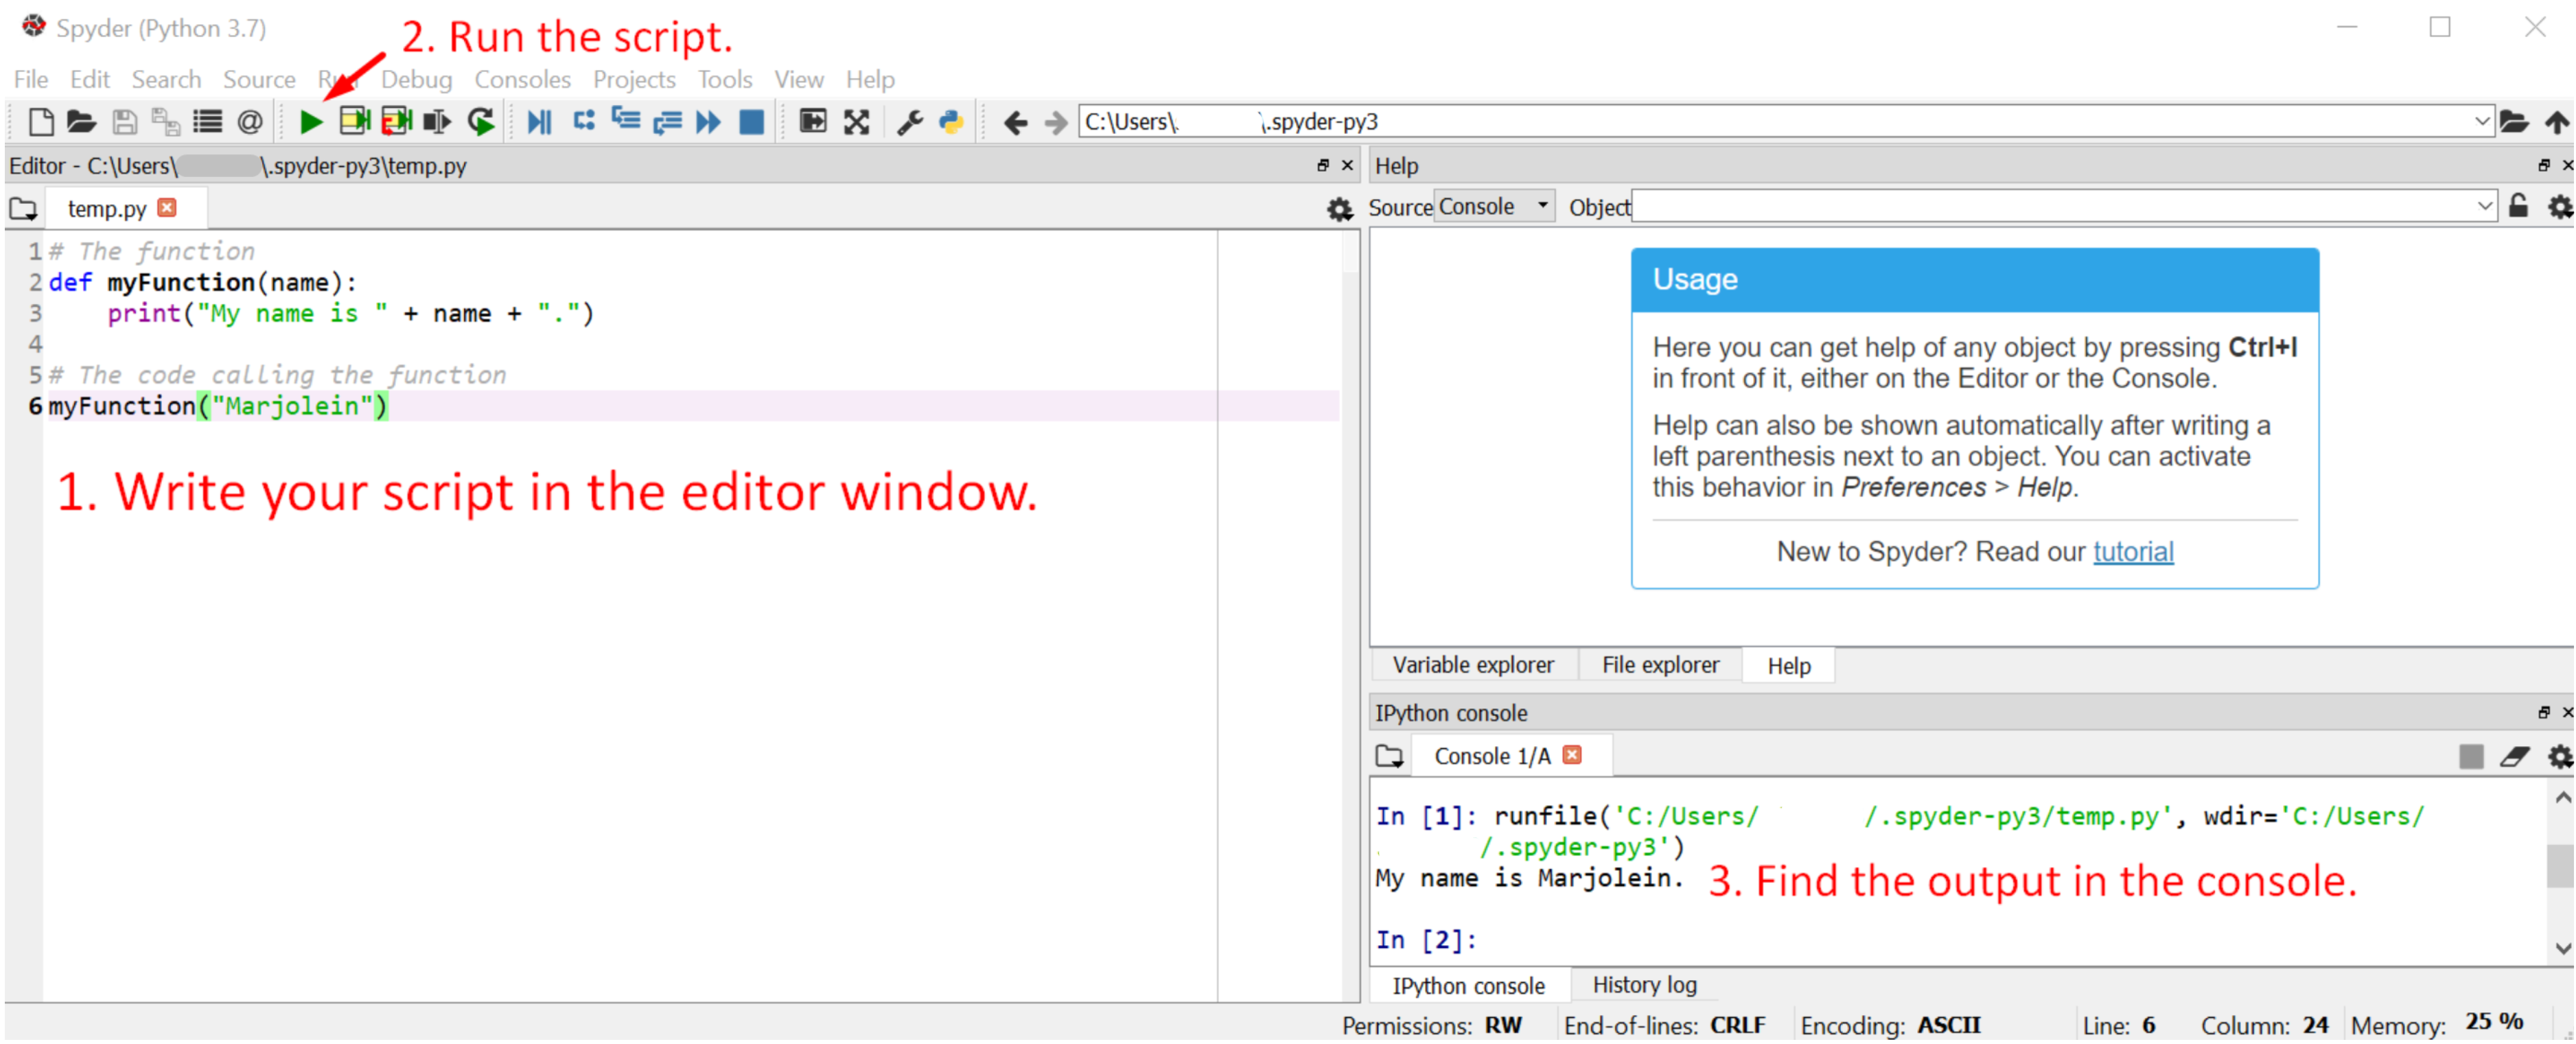 Spyder (Python 3.7)
2. Run the script.
File Edit Search Source Run Debug Consoles Projects Tools View Help
@
C:\Users\ \.spyder-py3
Editor - C:\Users\ \.spyder-py3\temp.py
Help
temp.py
Source Console Object
1 # The function
2 def myFunction(name):
3 print("My name is " + name + ".")
4
5 # The code calling the function
6 myFunction("Marjolein")
1. Write your script in the editor window.
Usage
Here you can get help of any object by pressing Ctrl+I
in front of it, either on the Editor or the Console.
Help can also be shown automatically after writing a
left parenthesis next to an object. You can activate
this behavior in Preferences > Help.
New to Spyder? Read our tutorial
Variable explorer File explorer Help
IPython console
Console 1/A
In [1]: runfile('C:/Users/ /.spyder-py3/temp.py', wdir='C:/Users/
/.spyder-py3')
My name is Marjolein.
3. Find the output in the console.
In [2]:
IPython console History log
Permissions: RW End-of-lines: CRLF Encoding: ASCII Line: 6 Column: 24 Memory: 25 %